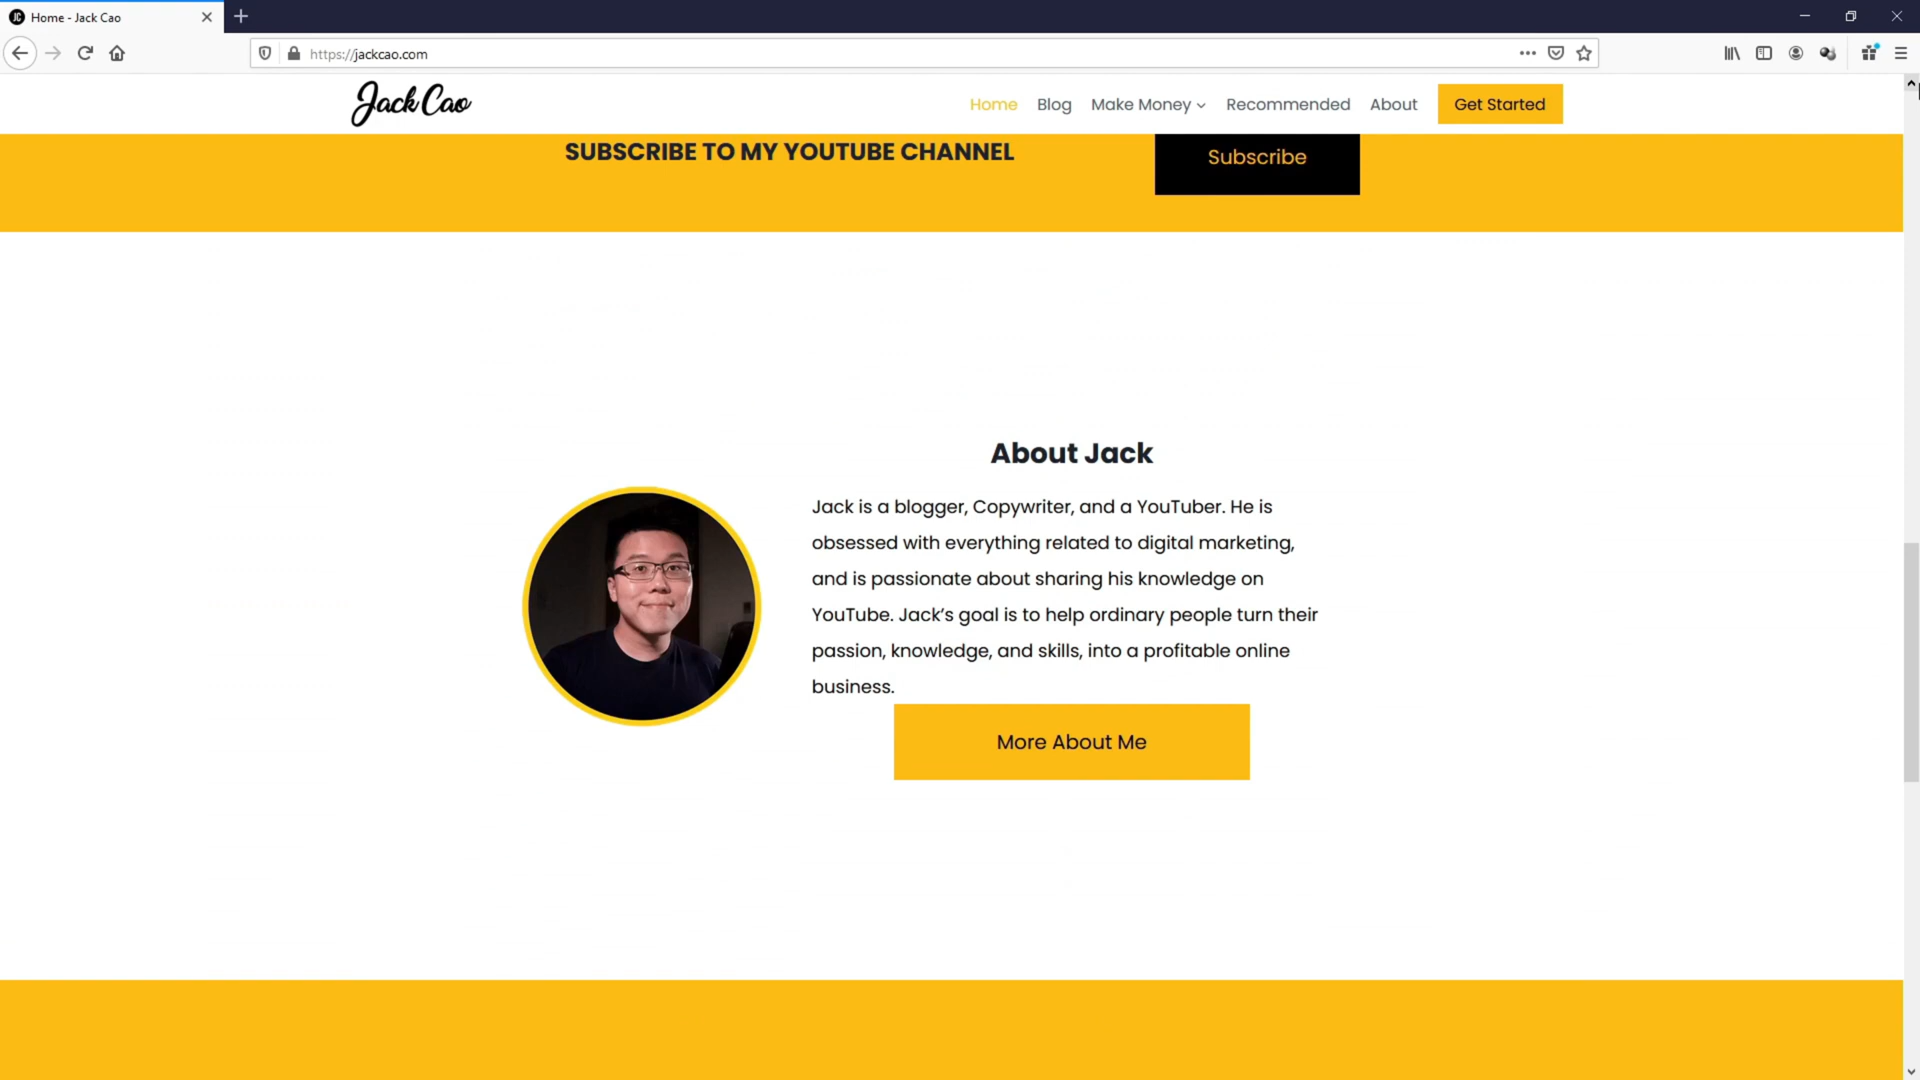 Home - Jack Cao
https://jackcao.com
Jack Cao
Home Blog Make Money Recommended About Get Started
SUBSCRIBE TO MY YOUTUBE CHANNEL
Subscribe
About Jack
Jack is a blogger, Copywriter, and a YouTuber. He is
obsessed with everything related to digital marketing,
and is passionate about sharing his knowledge on
YouTube. Jack’s goal is to help ordinary people turn their
passion, knowledge, and skills, into a profitable online
business.
More About Me